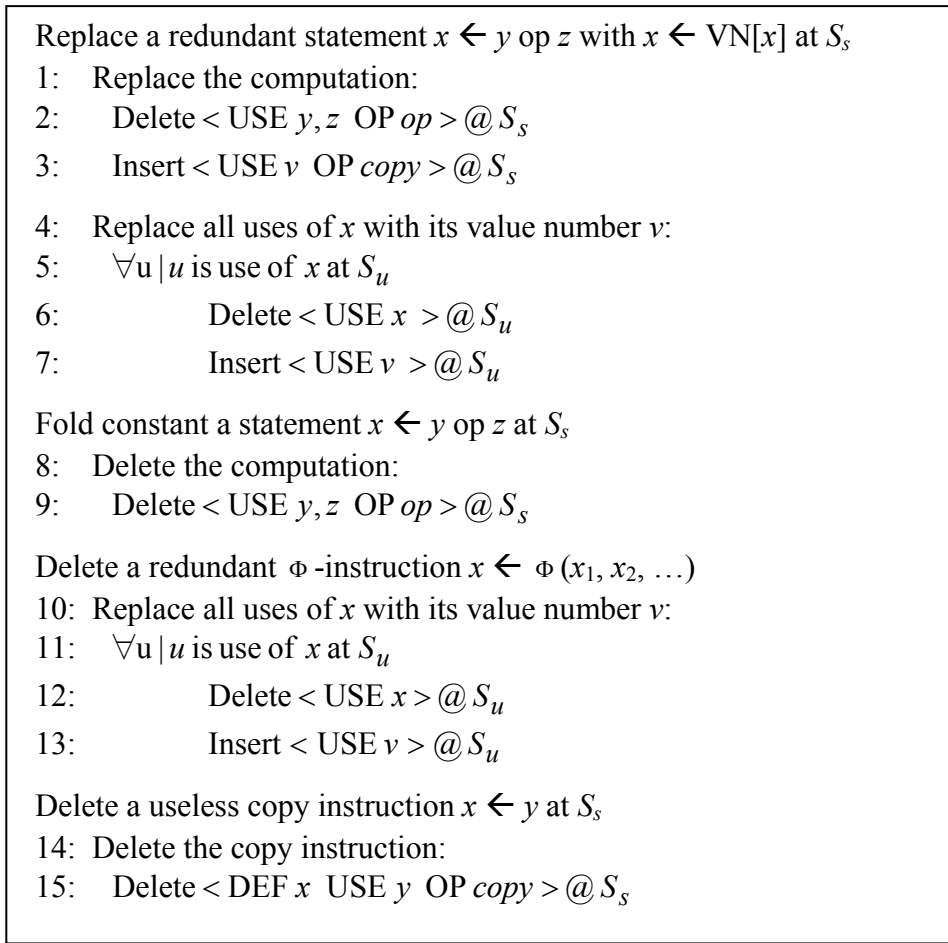 Replace a redundant statement x ← y op z with x ← VN[x] at Sₛ
1: Replace the computation:
2: Delete < USE y, z OP op > @ Sₛ
3: Insert < USE v OP copy > @ Sₛ
4: Replace all uses of x with its value number v:
5: ∀u | u is use of x at Sᵤ
6: Delete < USE x > @ Sᵤ
7: Insert < USE v > @ Sᵤ
Fold constant a statement x ← y op z at Sₛ
8: Delete the computation:
9: Delete < USE y, z OP op > @ Sₛ
Delete a redundant Φ -instruction x ← Φ (x₁, x₂, …)
10: Replace all uses of x with its value number v:
11: ∀u | u is use of x at Sᵤ
12: Delete < USE x > @ Sᵤ
13: Insert < USE v > @ Sᵤ
Delete a useless copy instruction x ← y at Sₛ
14: Delete the copy instruction:
15: Delete < DEF x USE y OP copy > @ Sₛ